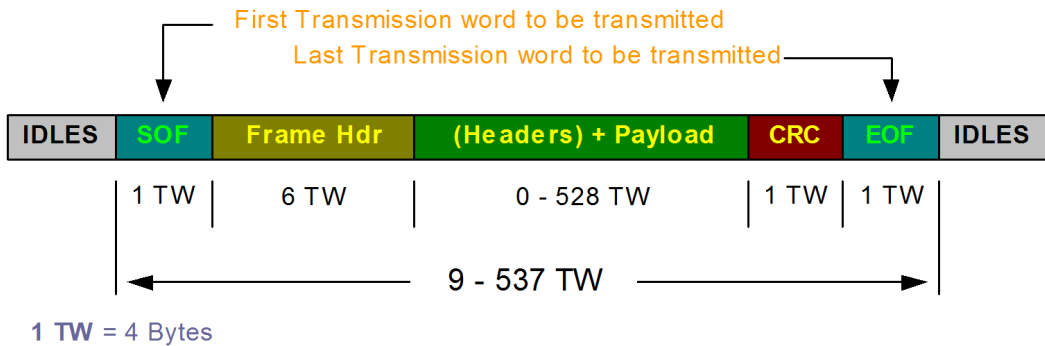 First Transmission word to be transmitted
Last Transmission word to be transmitted
IDLES SOF Frame Hdr (Headers) + Payload CRC EOF IDLES
1 TW 6 TW 0 - 528 TW 1 TW 1 TW
9 - 537 TW
1 TW = 4 Bytes